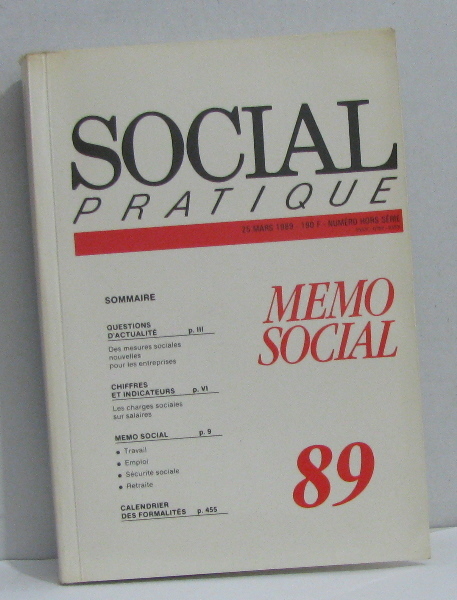 SOCIAL
PRATIQUE
25 MARS 1989 - 190 F - NUMÉRO HORS SÉRIE
SOMMAIRE
MEMO
SOCIAL
QUESTIONS
D'ACTUALITÉ p. III
Des mesures sociales
nouvelles
pour les entreprises
CHIFFRES
ET INDICATEURS p. VI
Les charges sociales
sur salaires
MEMO SOCIAL p. 9
• Travail
• Emploi
• Sécurité sociale
• Retraite
89
CALENDRIER
DES FORMALITÉS p. 455